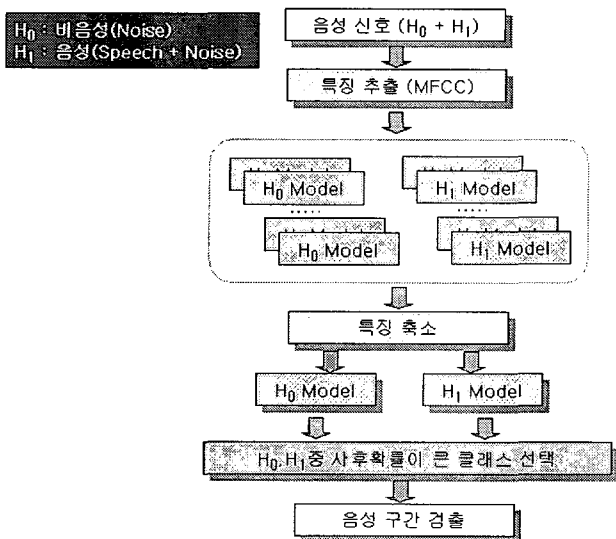 H₀ : 비음성(Noise)
H₁ : 음성(Speech + Noise)
음성 신호 (H₀ + H₁)
특징 추출 (MFCC)
H₀ Model
H₁ Model
.....
.....
H₀ Model
H₁ Model
특징 축소
H₀ Model
H₁ Model
H₀, H₁중 사후확률이 큰 클래스 선택
음성 구간 검출